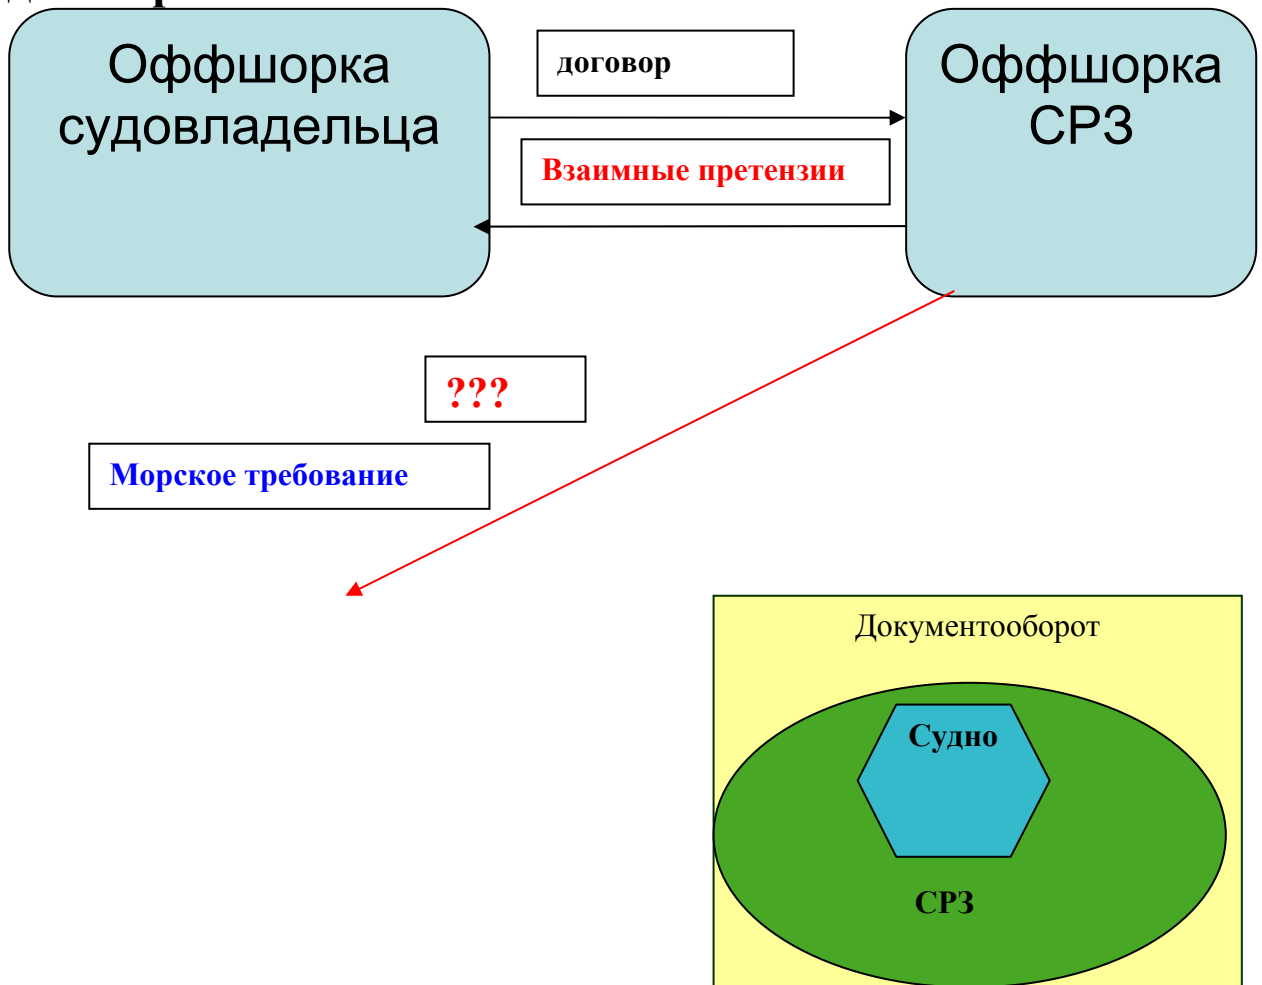 Оффшорка
судовладельца
договор
Взаимные претензии
Оффшорка
СРЗ
???
Морское требование
Документооборот
Судно
СРЗ